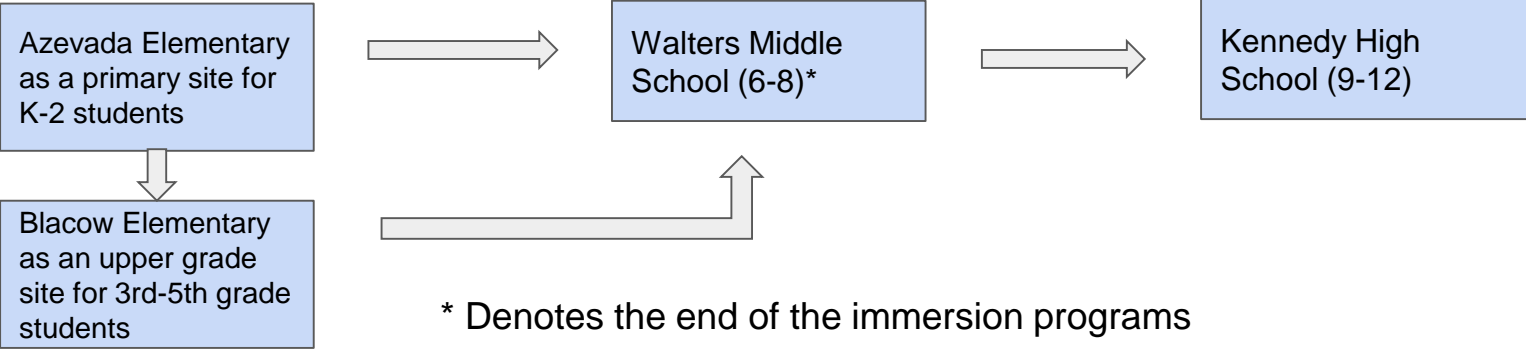 Azevada Elementary
as a primary site for
K-2 students
Walters Middle
School (6-8)*
Kennedy High
School (9-12)
Blacow Elementary
as an upper grade
site for 3rd-5th grade
students
* Denotes the end of the immersion programs